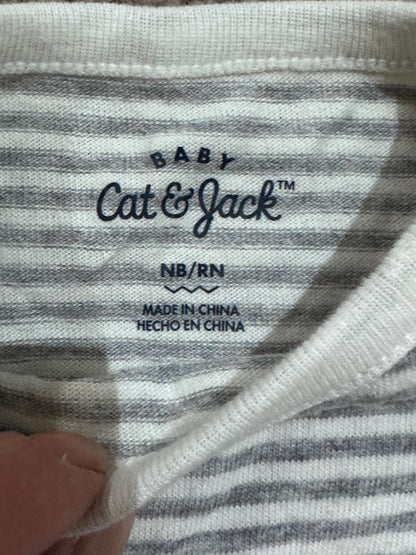 BABY
Cat & Jack™
NB/RN
MADE IN CHINA
HECHO EN CHINA